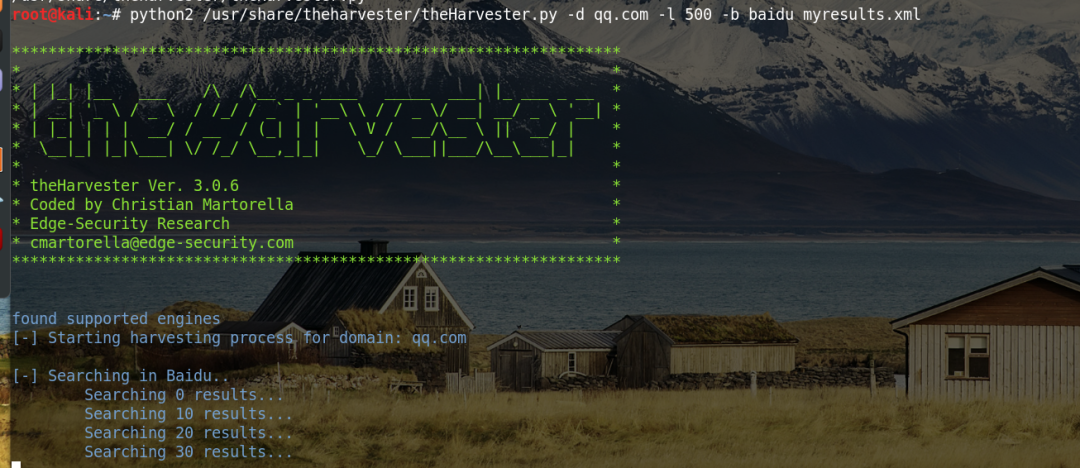 root@kali:~# python2 /usr/share/theharvester/theHarvester.py -d qq.com -l 500 -b baidu myresults.xml
*******************************************************************
theHarvester
* theHarvester Ver. 3.0.6 *
* Coded by Christian Martorella *
* Edge-Security Research *
* cmartorella@edge-security.com *
*******************************************************************
found supported engines
[-] Starting harvesting process for domain: qq.com
[-] Searching in Baidu..
Searching 0 results...
Searching 10 results...
Searching 20 results...
Searching 30 results...